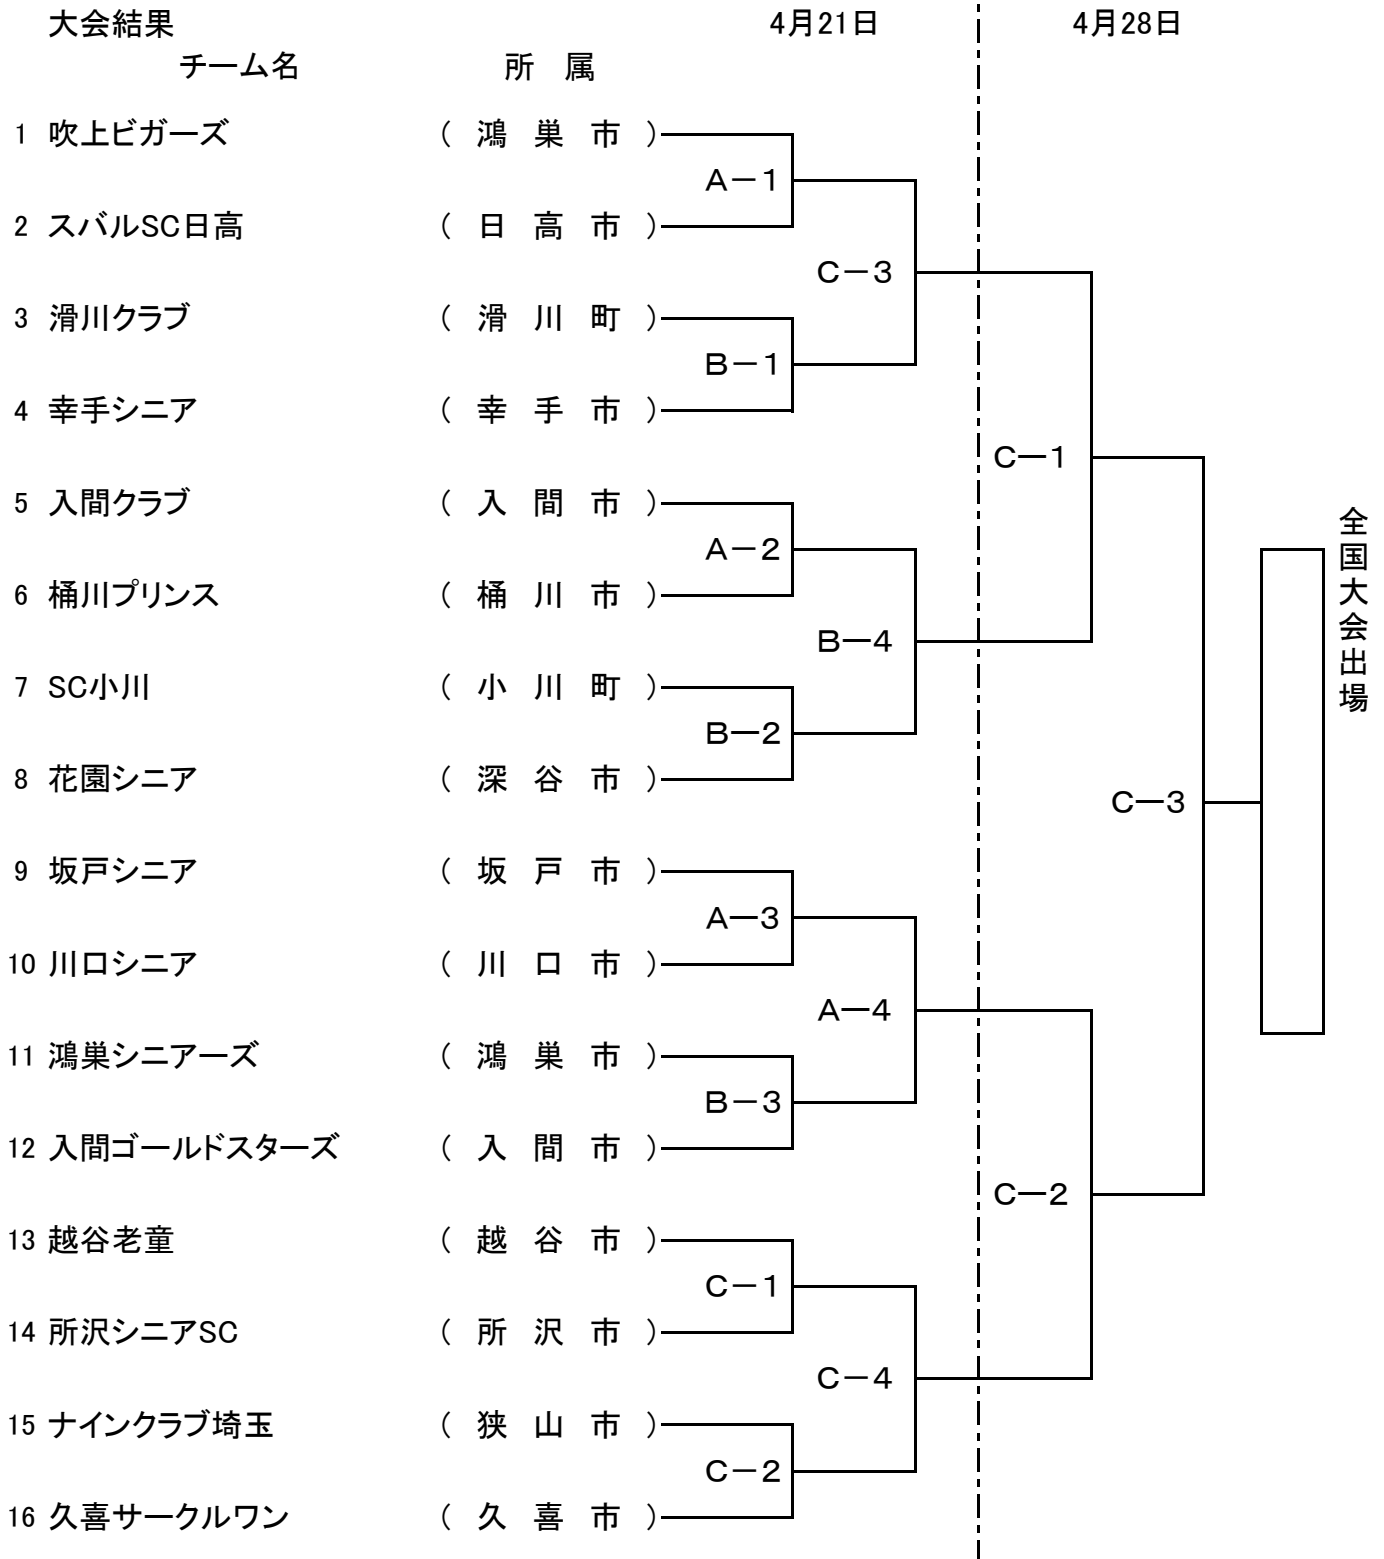 大会結果 4月21日 4月28日
チーム名 所 属
1 吹上ビガーズ ( 鴻 巣 市 )
A－1
2 スバルSC日高 ( 日 高 市 )
C－3
3 滑川クラブ ( 滑 川 町 )
B－1
4 幸手シニア ( 幸 手 市 )
C－1
5 入間クラブ ( 入 間 市 )
A－2
6 桶川プリンス ( 桶 川 市 )
B－4
7 SC小川 ( 小 川 町 )
B－2
8 花園シニア ( 深 谷 市 )
C－3
全国大会出場
9 坂戸シニア ( 坂 戸 市 )
A－3
10 川口シニア ( 川 口 市 )
A－4
11 鴻巣シニアーズ ( 鴻 巣 市 )
B－3
12 入間ゴールドスターズ ( 入 間 市 )
C－2
13 越谷老童 ( 越 谷 市 )
C－1
14 所沢シニアSC ( 所 沢 市 )
C－4
15 ナインクラブ埼玉 ( 狭 山 市 )
C－2
16 久喜サークルワン ( 久 喜 市 )